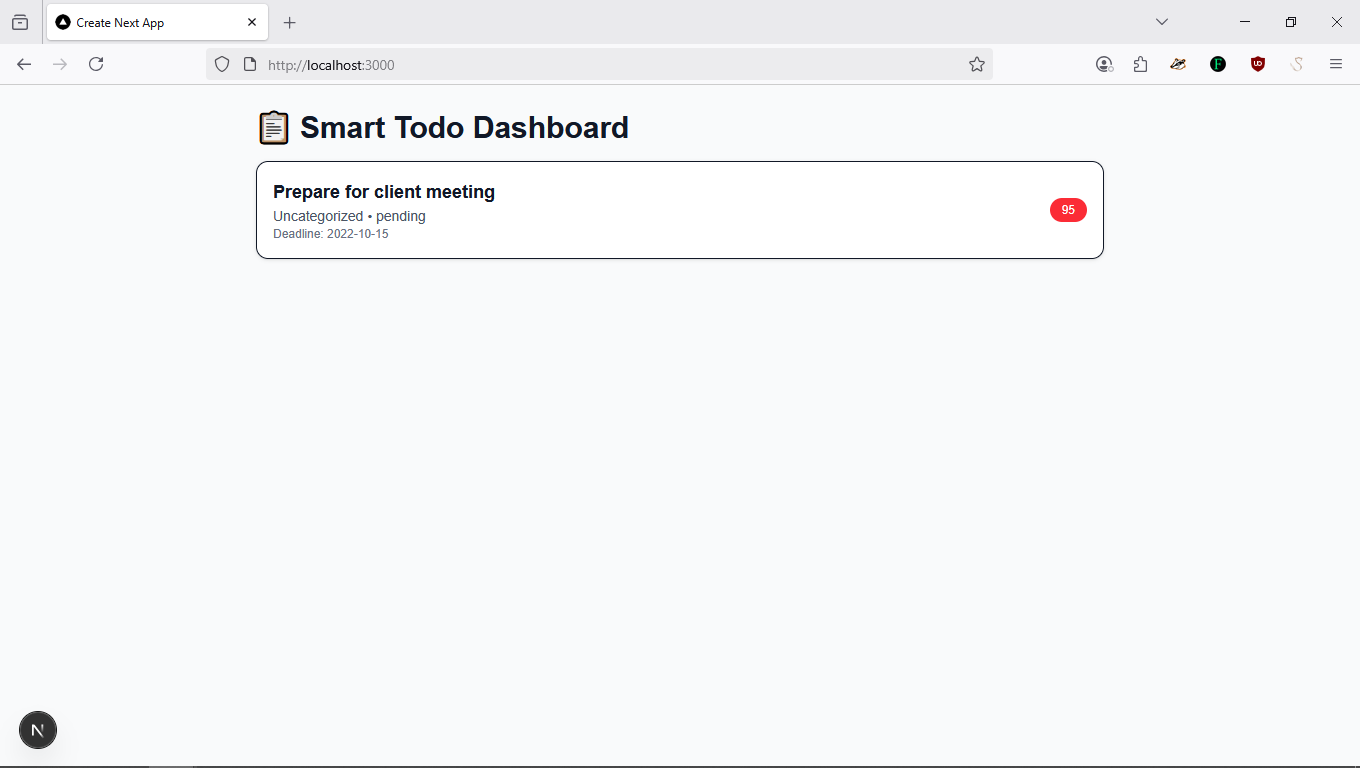 Create Next App
http://localhost:3000
Smart Todo Dashboard
Prepare for client meeting
Uncategorized • pending
95
Deadline: 2022-10-15
N